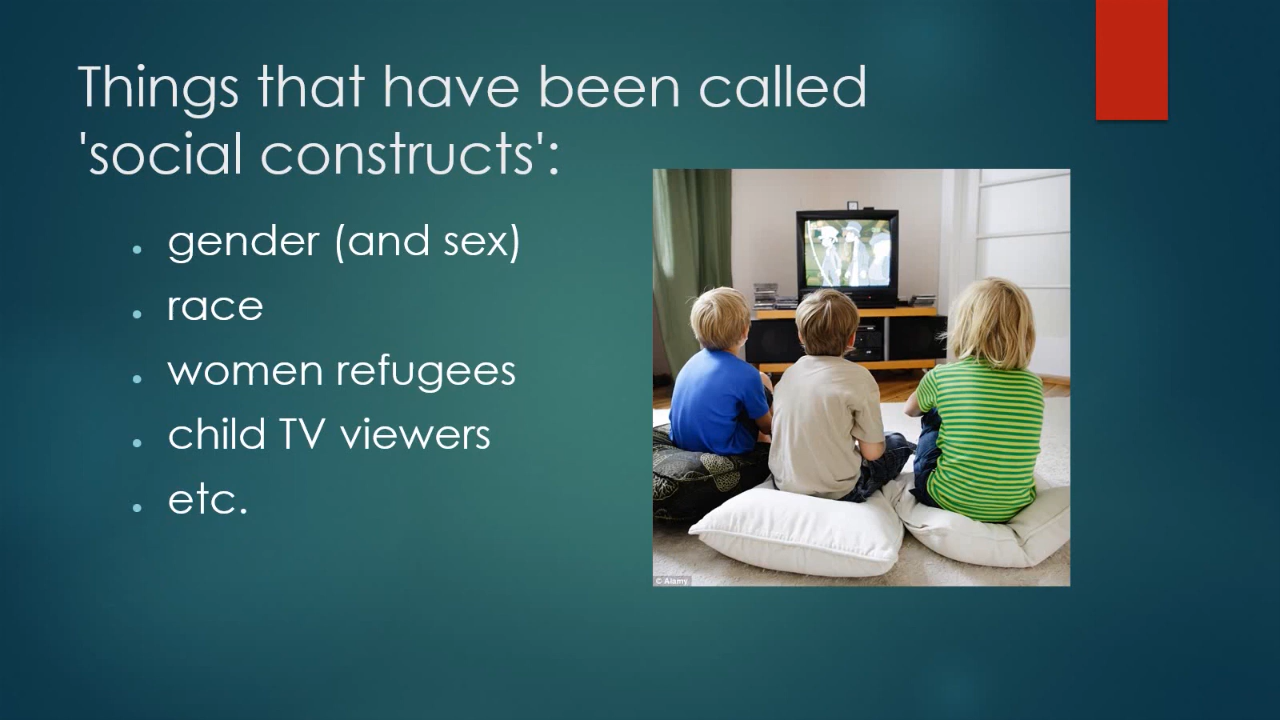 Things that have been called
'social constructs':
gender (and sex)
race
women refugees
child TV viewers
etc.
© Alamy